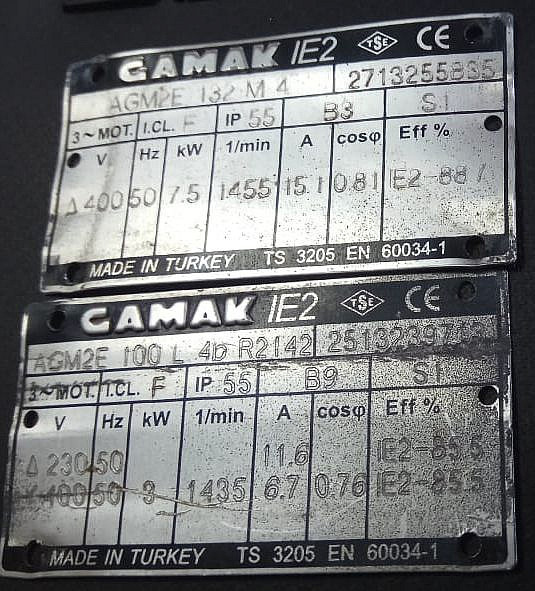 GAMAK IE2 TSE CE
AGM2E 132 M 4 2713255835
3~MOT. I.CL. F IP 55 B3 S1
V Hz kW 1/min A cosφ Eff %
Δ 400 50 7.5 1455 15.1 0.81 IE2-88.7
MADE IN TURKEY TS 3205 EN 60034-1
GAMAK IE2 TSE CE
AGM2E 100 L 4b R2142
3~MOT. I.CL. F IP 55 B9 S1
V Hz kW 1/min A cosφ Eff %
Δ 230 50 11.6 IE2-85.5
Y 400 50 3 1435 6.7 0.76 IE2-85.5
MADE IN TURKEY TS 3205 EN 60034-1